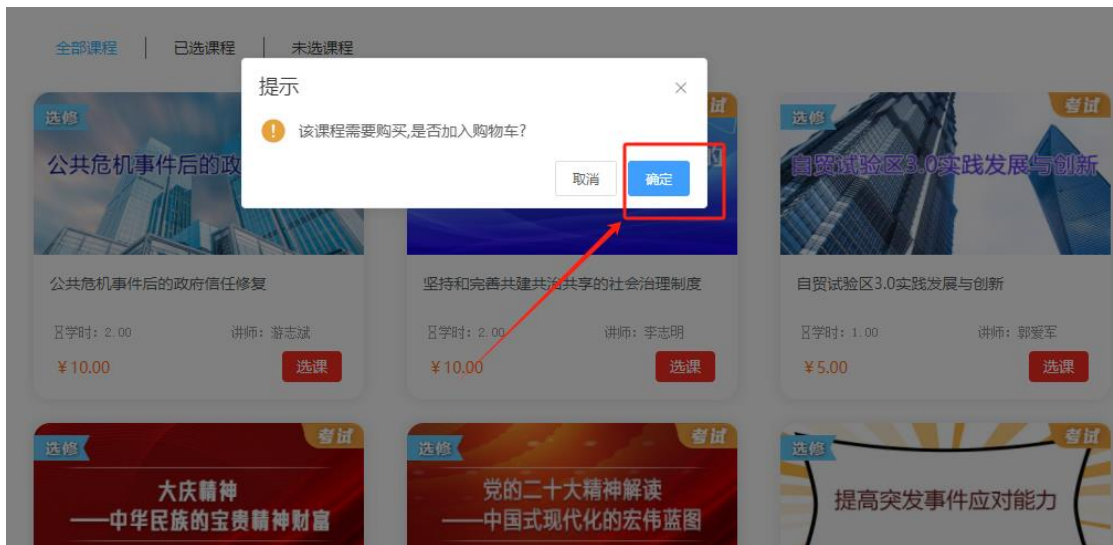 全部课程 已选课程 未选课程
提示
该课程需要购买,是否加入购物车?
取消 确定
选修
公共危机事件后的政
公共危机事件后的政府信任修复
学时: 2.00 讲师: 游志斌
¥10.00 选课
试
的
坚持和完善共建共治共享的社会治理制度
学时: 2.00 讲师: 李志明
¥10.00 选课
选修 考试
自贸试验区3.0实践发展与创新
自贸试验区3.0实践发展与创新
学时: 1.00 讲师: 郭爱军
¥5.00 选课
选修 考试
大庆精神
——中华民族的宝贵精神财富
选修 考试
党的二十大精神解读
——中国式现代化的宏伟蓝图
选修 考试
提高突发事件应对能力